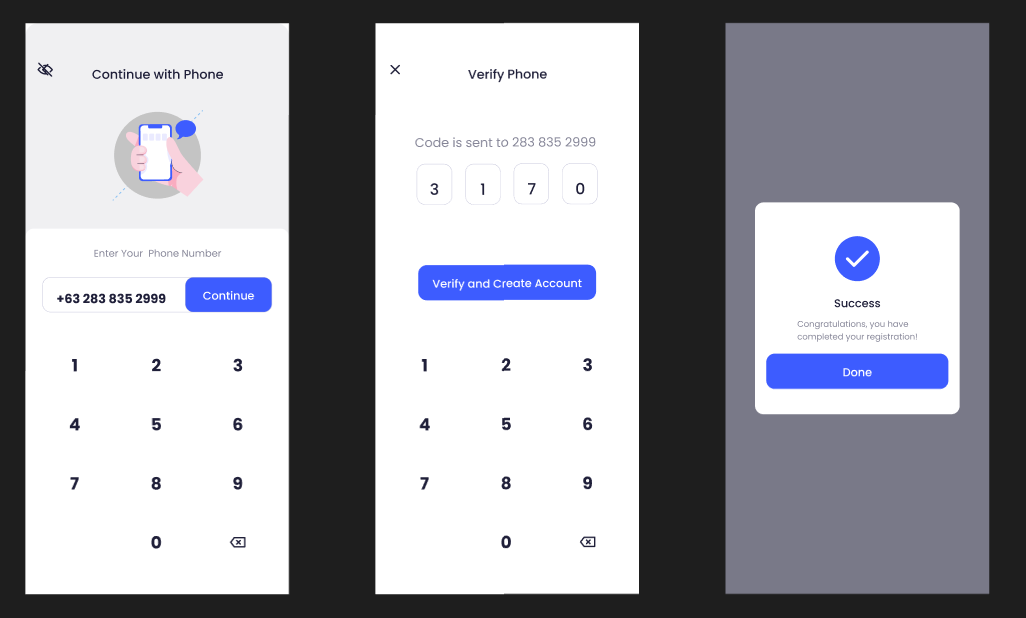 Continue with Phone
Enter Your Phone Number
+63 283 835 2999
Continue
1 2 3
4 5 6
7 8 9
0
Verify Phone
Code is sent to 283 835 2999
3 1 7 0
Verify and Create Account
1 2 3
4 5 6
7 8 9
0
Success
Congratulations, you have
completed your registration!
Done